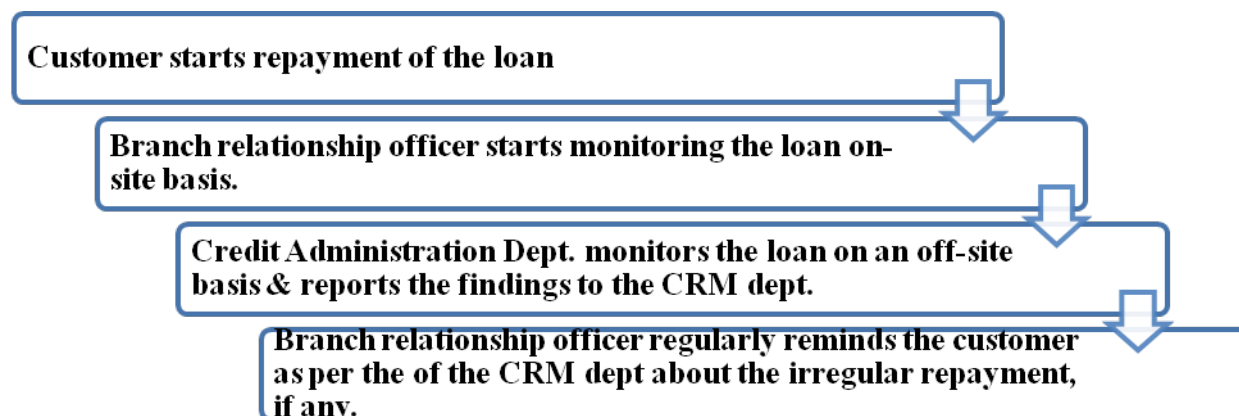 Customer starts repayment of the loan
Branch relationship officer starts monitoring the loan on-
site basis.
Credit Administration Dept. monitors the loan on an off-site
basis & reports the findings to the CRM dept.
Branch relationship officer regularly reminds the customer
as per the of the CRM dept about the irregular repayment,
if any.